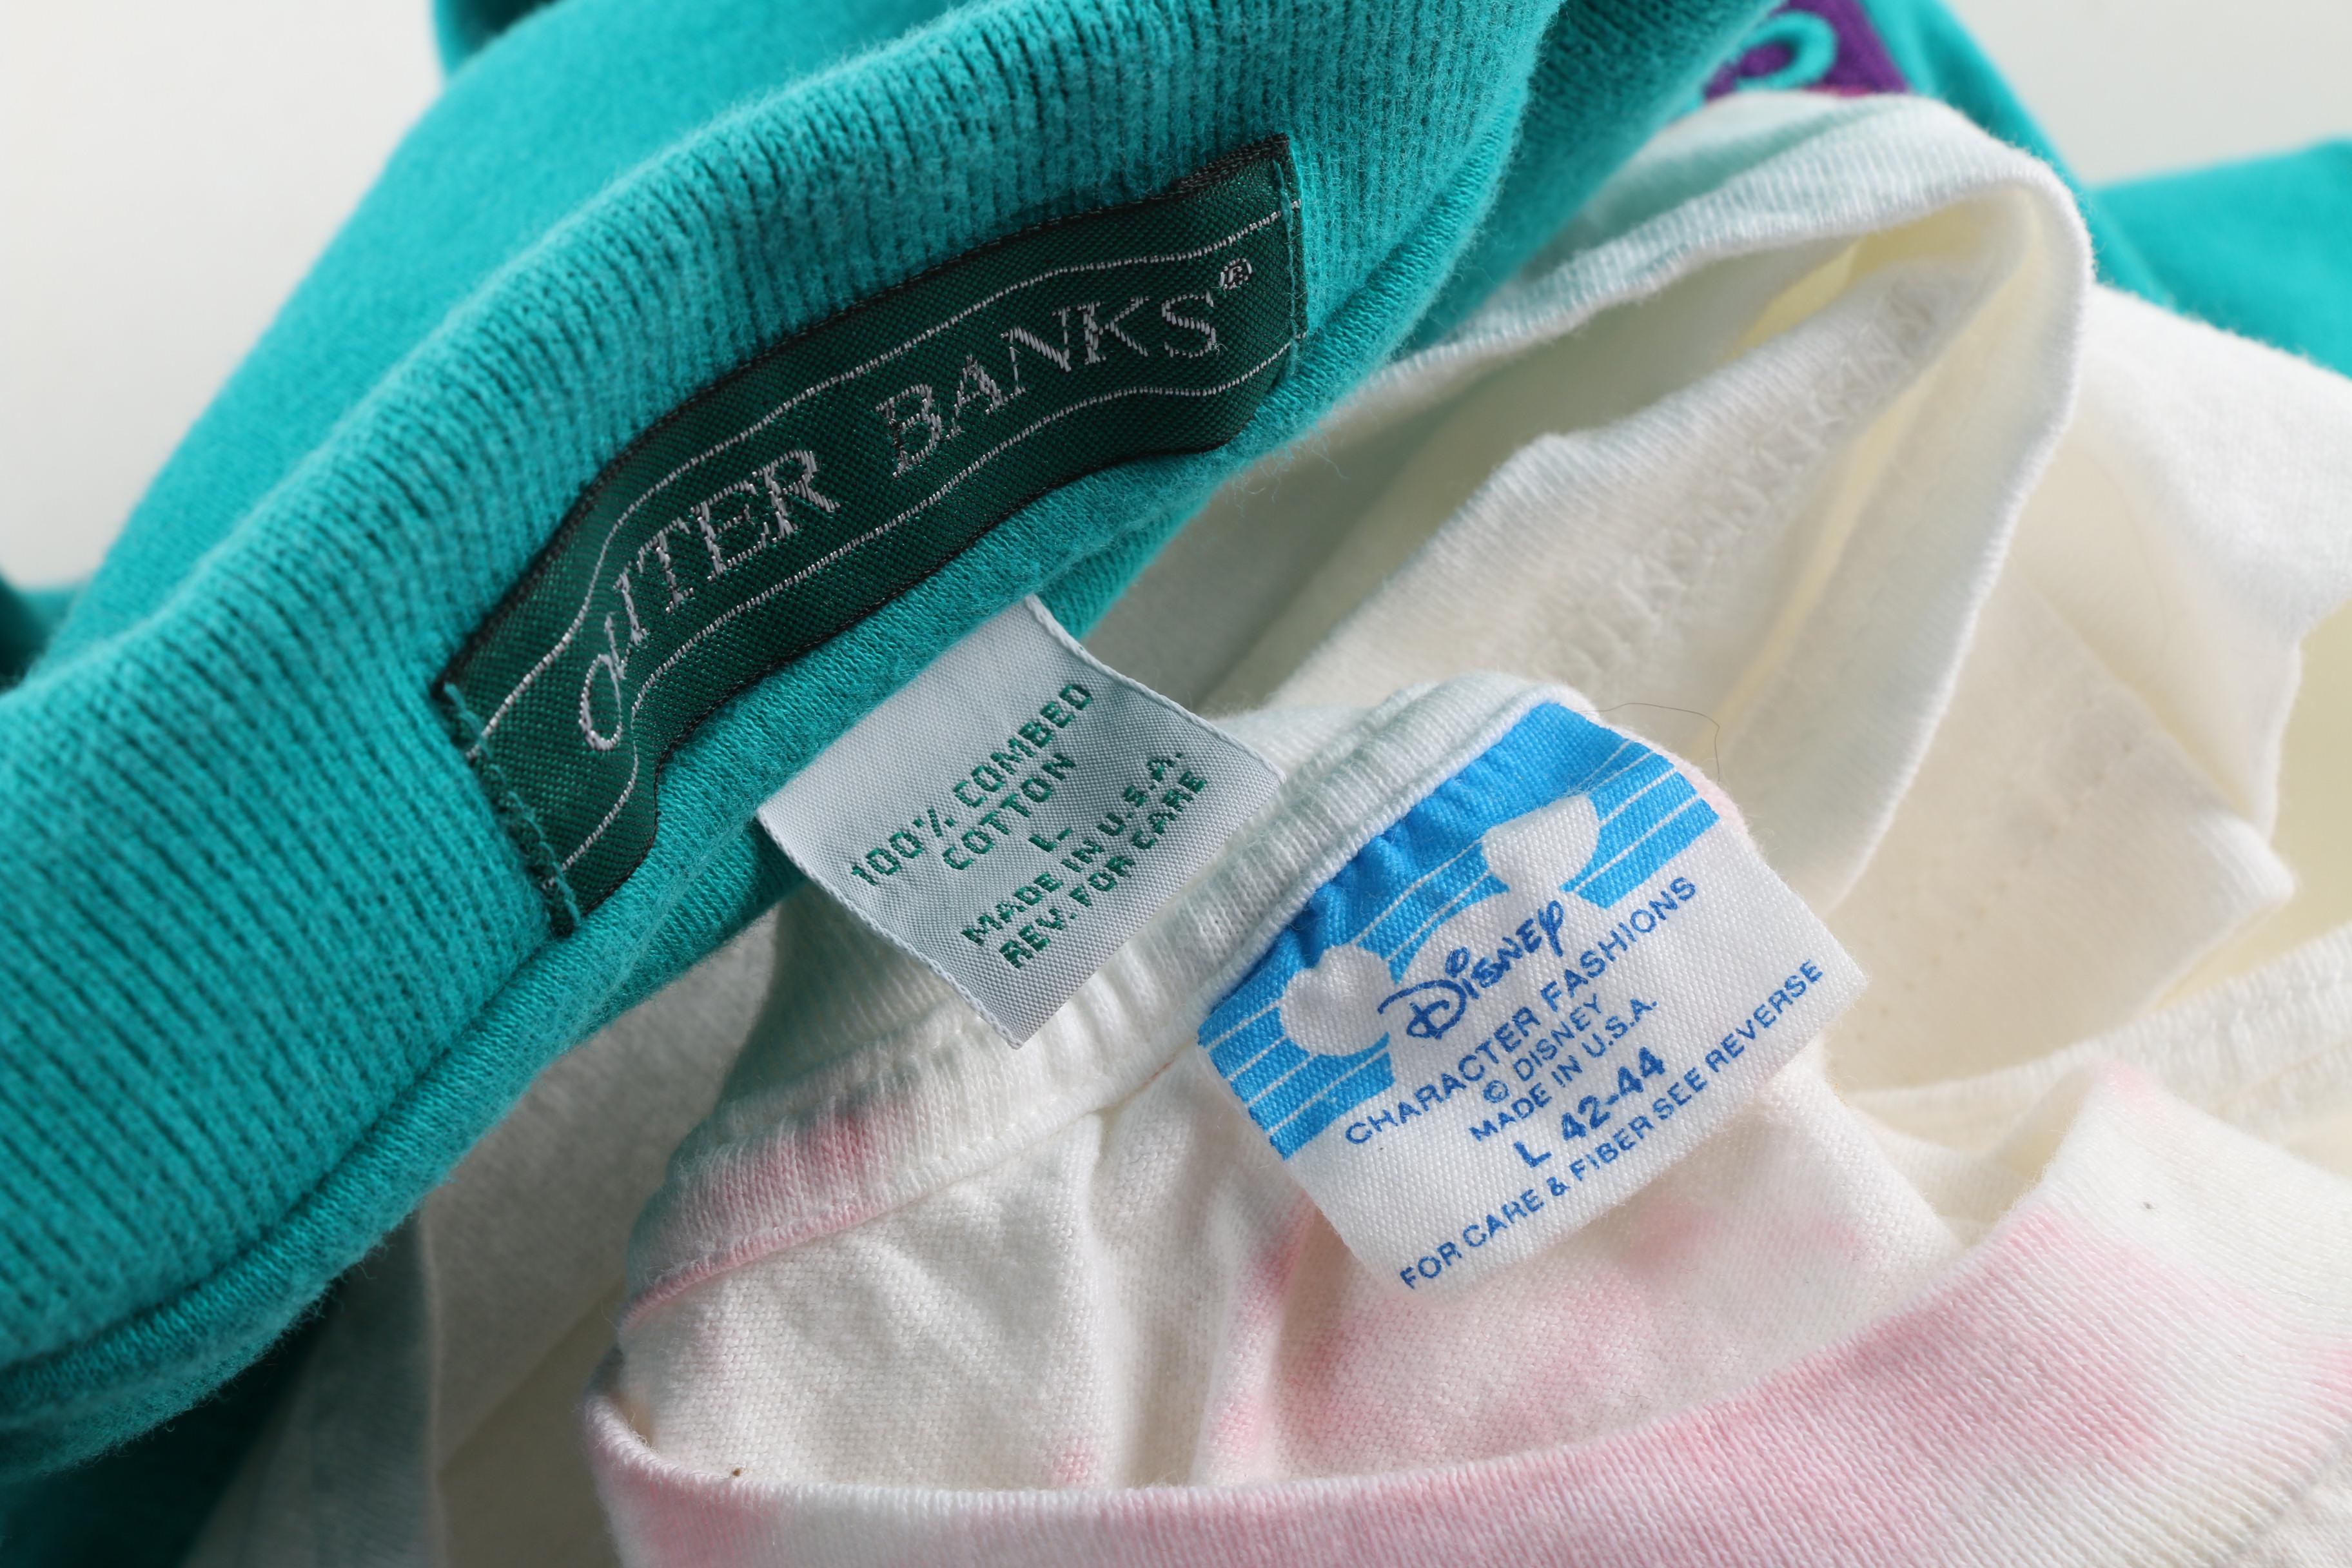 OUTER BANKS®
100% COMBED
COTTON
L
MADE IN U.S.A.
REV. FOR CARE
Disney
CHARACTER FASHIONS
© DISNEY
MADE IN U.S.A.
L 42-44
FOR CARE & FIBER SEE REVERSE